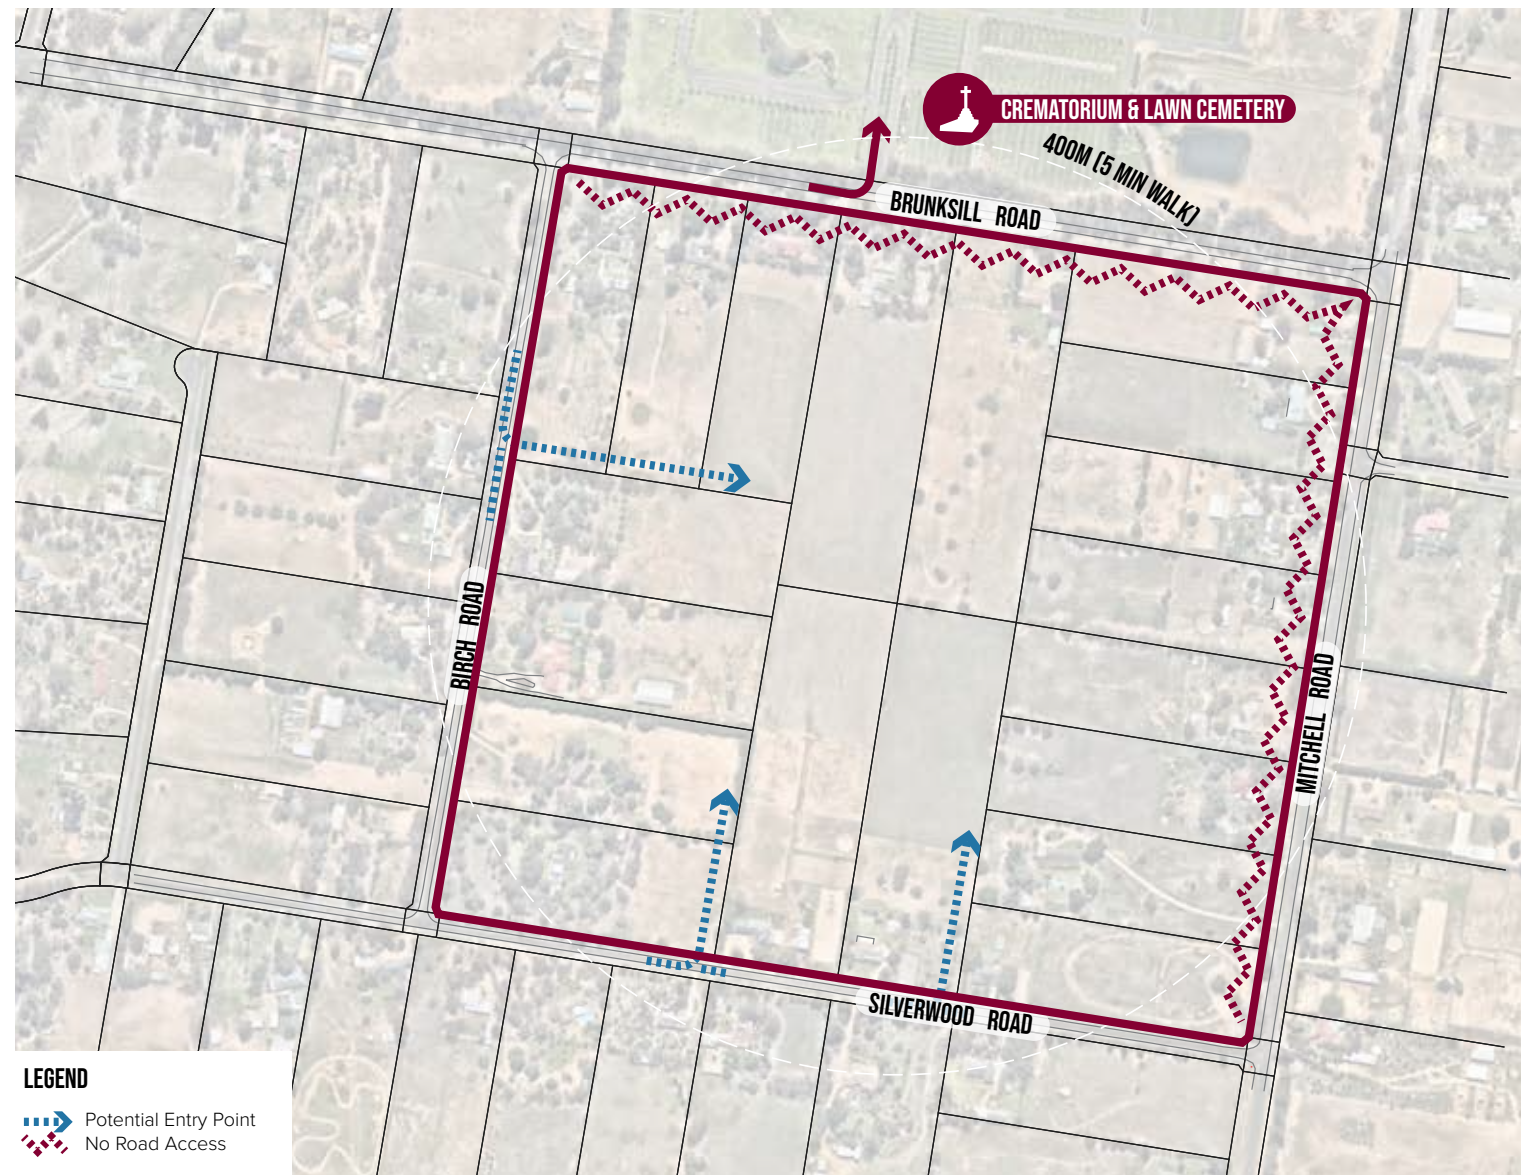 CREMATORIUM & LAWN CEMETERY
400M (5 MIN WALK)
BRUNKSILL ROAD
BIRCH ROAD
MITCHELL ROAD
SILVERWOOD ROAD
LEGEND
Potential Entry Point
No Road Access